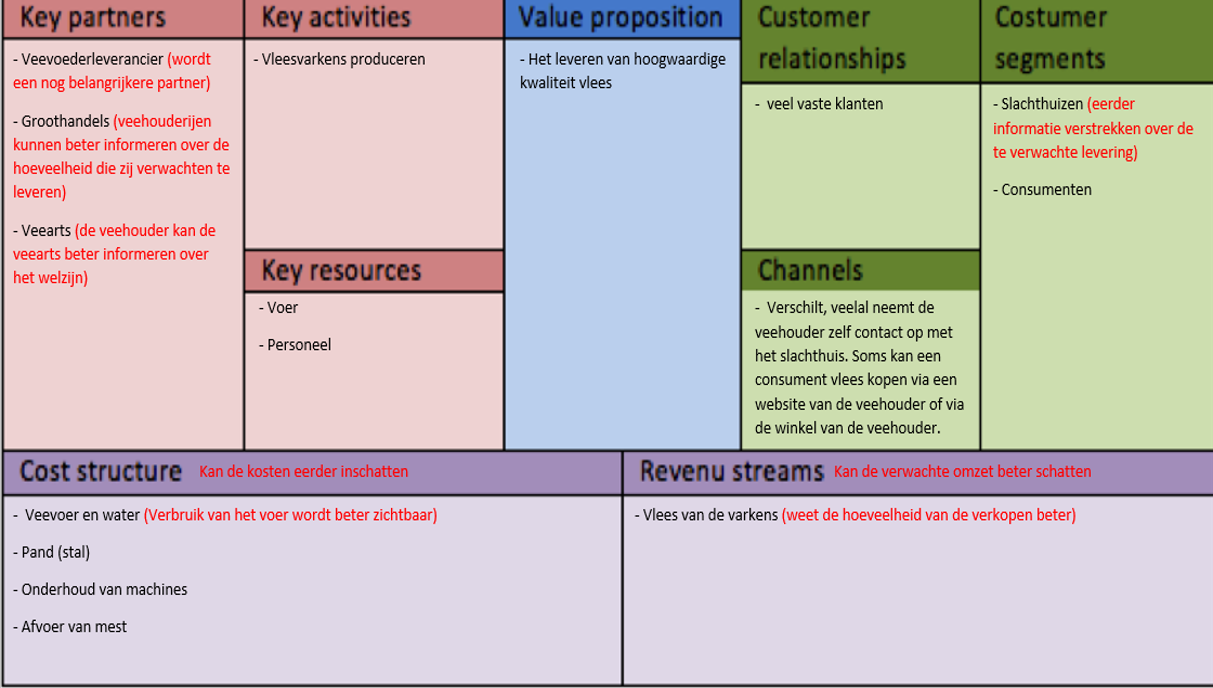 Key partners
- Veevoederleverancier (wordt
een nog belangrijkere partner)
- Groothandels (veehouderijen
kunnen beter informeren over de
hoeveelheid die zij verwachten te
leveren)
- Veearts (de veehouder kan de
veearts beter informeren over
het welzijn)
Key activities
- Vleesvarkens produceren
Key resources
- Voer
- Personeel
Value proposition
- Het leveren van hoogwaardige
kwaliteit vlees
Customer
relationships
- veel vaste klanten
Channels
- Verschilt, veelal neemt de
veehouder zelf contact op met
het slachthuis. Soms kan een
consument vlees kopen via een
website van de veehouder of via
de winkel van de veehouder.
Costumer
segments
- Slachthuizen (eerder
informatie verstrekken over de
te verwachte levering)
- Consumenten
Cost structure Kan de kosten eerder inschatten
- Veevoer en water (Verbruik van het voer wordt beter zichtbaar)
- Pand (stal)
- Onderhoud van machines
- Afvoer van mest
Revenu streams Kan de verwachte omzet beter schatten
- Vlees van de varkens (weet de hoeveelheid van de verkopen beter)